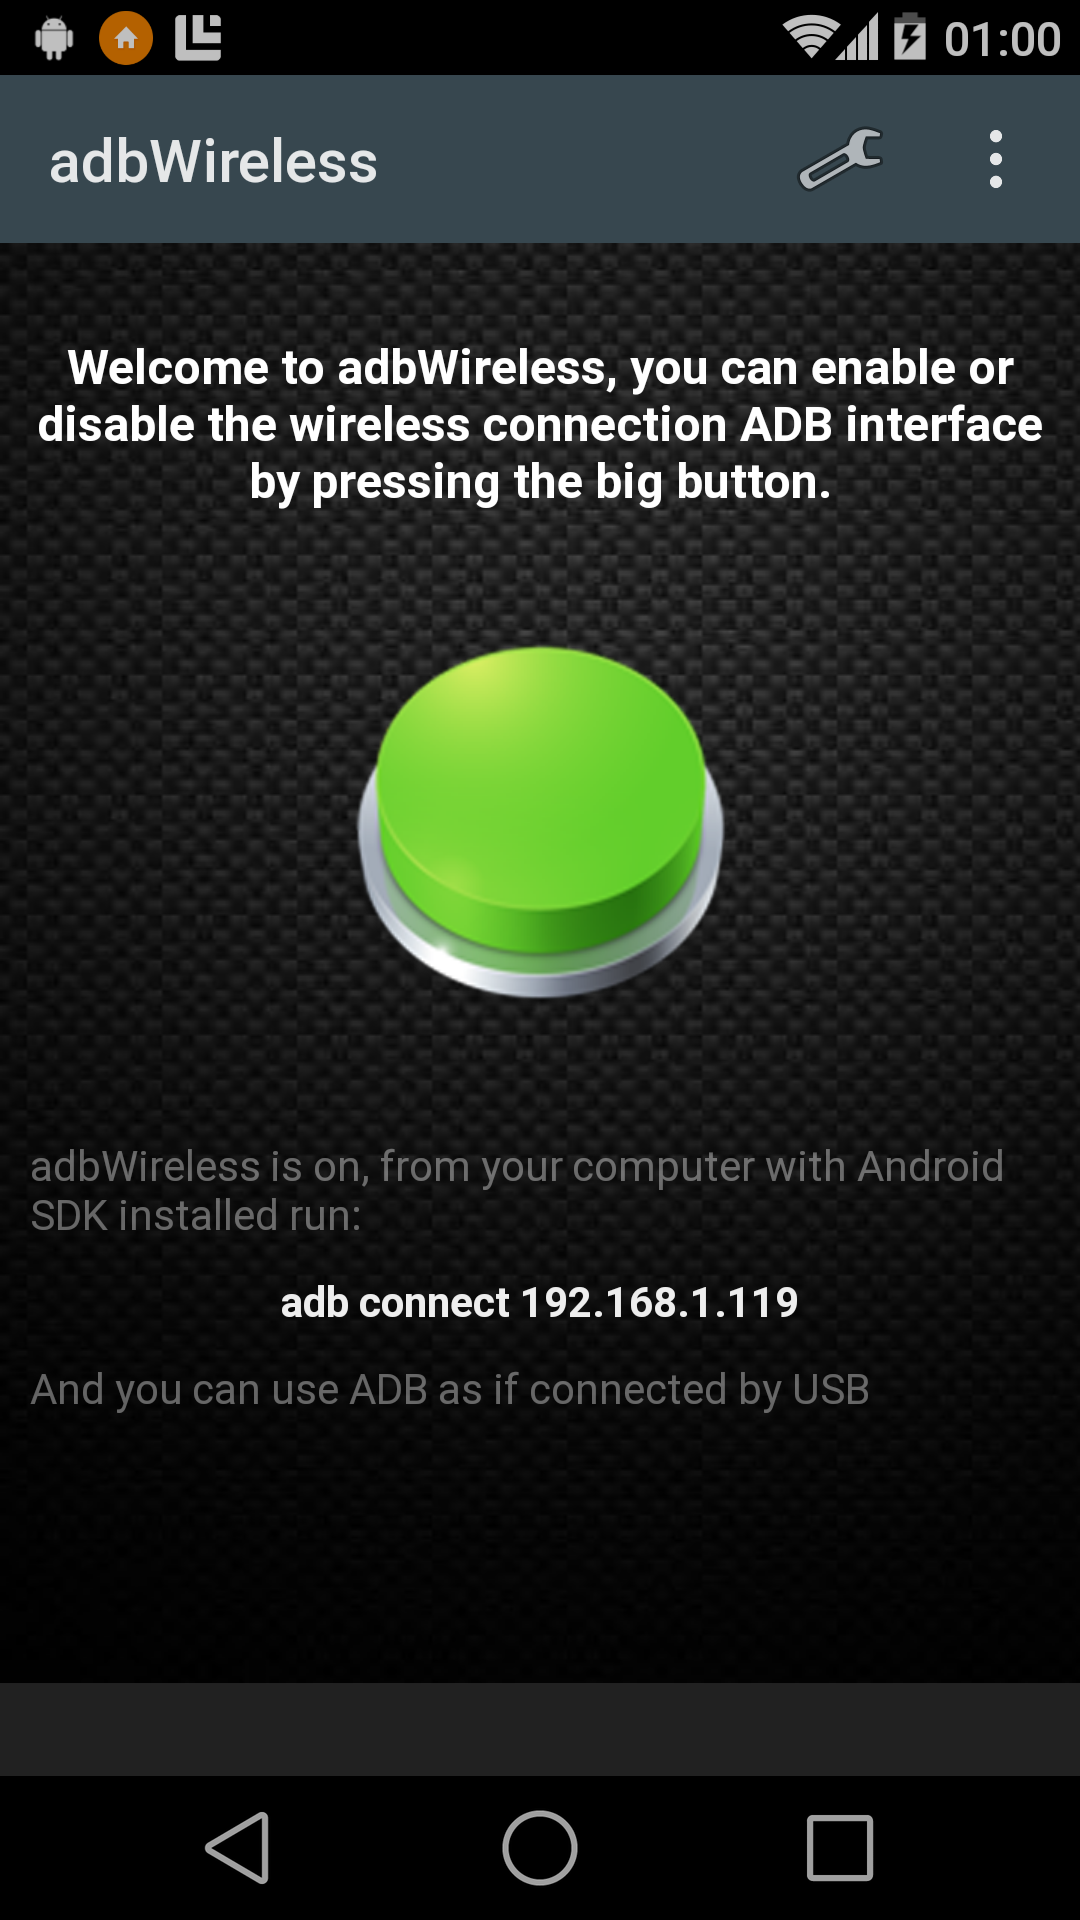 01:00
adbWireless
Welcome to adbWireless, you can enable or
disable the wireless connection ADB interface
by pressing the big button.
adbWireless is on, from your computer with Android
SDK installed run:
adb connect 192.168.1.119
And you can use ADB as if connected by USB